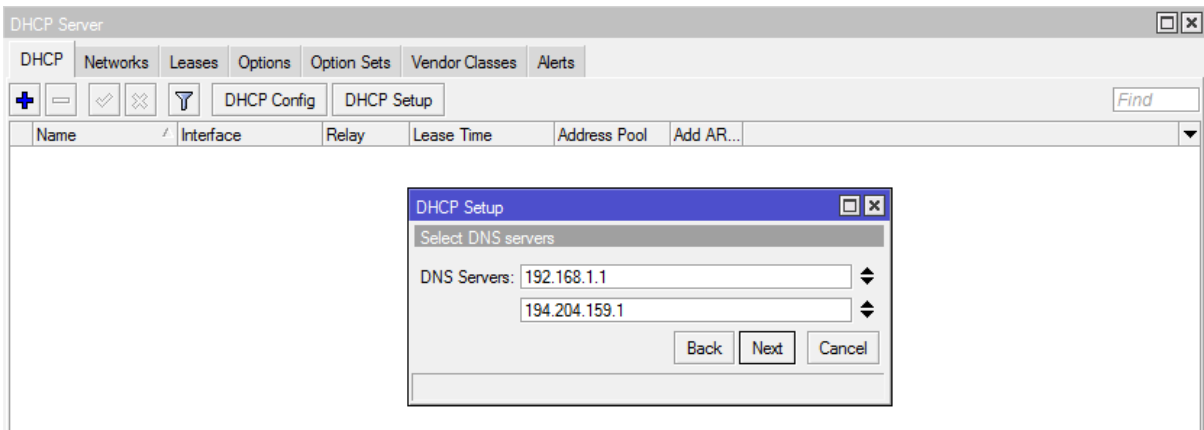 DHCP Server
DHCP Networks Leases Options Option Sets Vendor Classes Alerts
DHCP Config DHCP Setup Find
Name Interface Relay Lease Time Address Pool Add AR...
DHCP Setup
Select DNS servers
DNS Servers: 192.168.1.1
194.204.159.1
Back Next Cancel